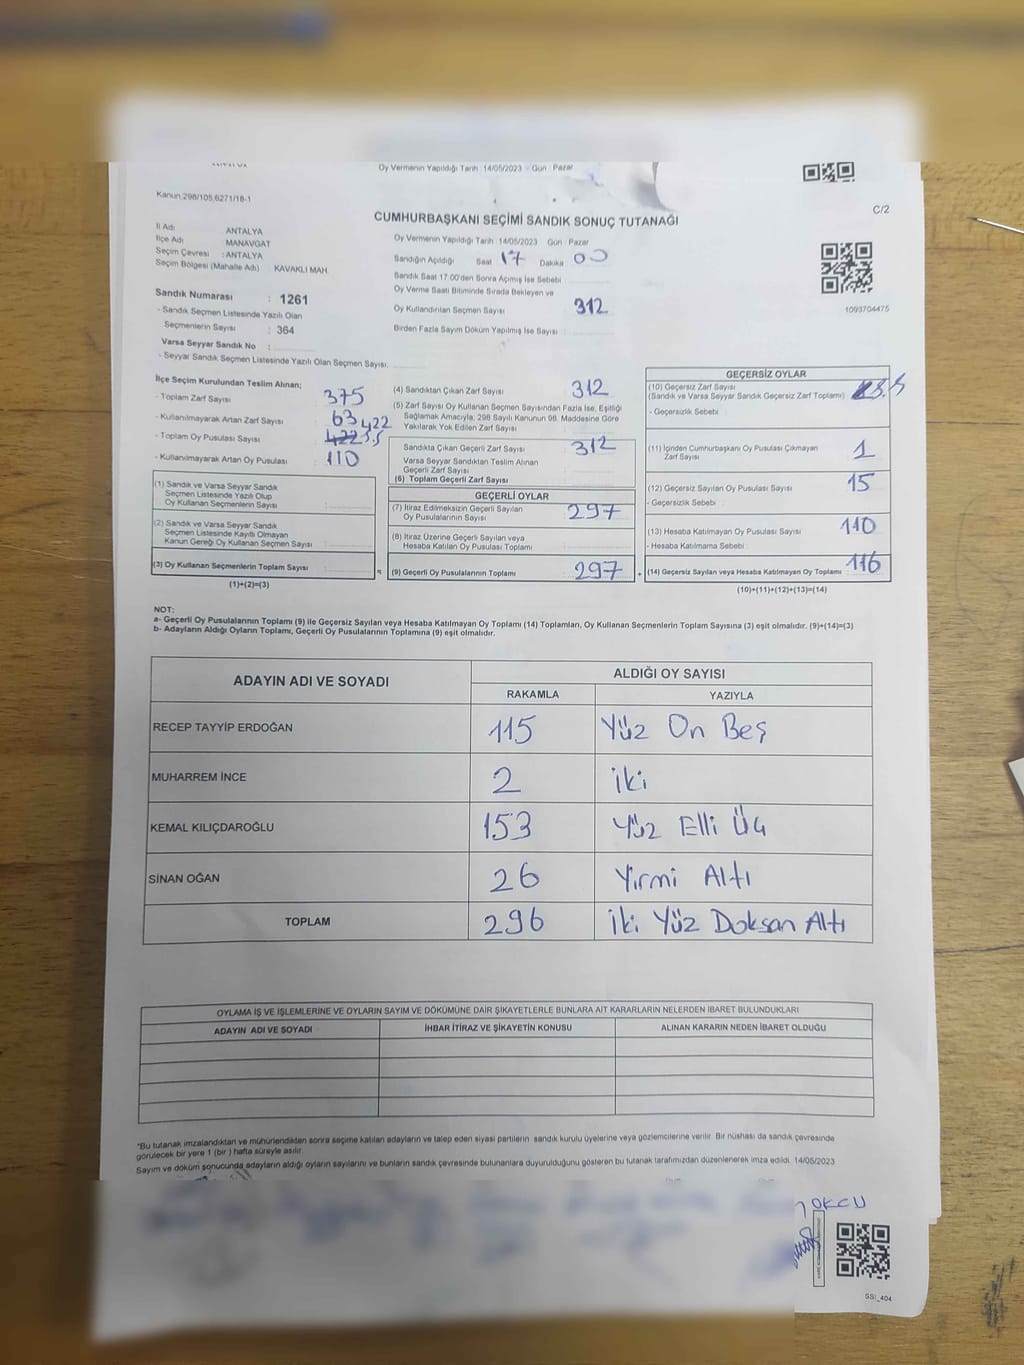 Oy Vermenin Yapıldığı Tarih : 14/05/2023 - Gün : Pazar
Kanun 298/105,6271/18-1
C/2
CUMHURBAŞKANI SEÇİMİ SANDIK SONUÇ TUTANAĞI
İl Adı : ANTALYA
İlçe Adı : MANAVGAT
Seçim Çevresi : ANTALYA
Seçim Bölgesi (Mahalle Adı) : KAVAKLI MAH.
Sandık Numarası : 1261
- Sandık Seçmen Listesinde Yazılı Olan
Seçmenlerin Sayısı : 364
Varsa Seyyar Sandık No :
- Seyyar Sandık Seçmen Listesinde Yazılı Olan Seçmen Sayısı:
Oy Vermenin Yapıldığı Tarih : 14/05/2023 Gün : Pazar
Sandığın Açıldığı Saat 17 Dakika 00
Sandık Saat 17:00'den Sonra Açılmış İse Sebebi :
Oy Verme Saati Bitiminde Sırada Bekleyen ve
Oy Kullandırılan Seçmen Sayısı : 312
Birden Fazla Sayım Döküm Yapılmış İse Sayısı :
1093704475
İlçe Seçim Kurulundan Teslim Alınan;
- Toplam Zarf Sayısı : 375
- Kullanılmayarak Artan Zarf Sayısı : 63
- Toplam Oy Pusulası Sayısı : 422
- Kullanılmayarak Artan Oy Pusulası : 110
(1) Sandık ve Varsa Seyyar Sandık
Seçmen Listesinde Yazılı Olup
Oy Kullanan Seçmenlerin Sayısı :
(2) Sandık ve Varsa Seyyar Sandık
Seçmen Listesinde Kayıtlı Olmayan
Kanun Gereği Oy Kullanan Seçmen Sayısı :
(3) Oy Kullanan Seçmenlerin Toplam Sayısı :
(1)+(2)=(3)
=
(4) Sandıktan Çıkan Zarf Sayısı : 312
(5) Zarf Sayısı Oy Kullanan Seçmen Sayısından Fazla İse, Eşitliği
Sağlamak Amacıyla; 298 Sayılı Kanunun 98. Maddesine Göre
Yakılarak Yok Edilen Zarf Sayısı :
Sandıkta Çıkan Geçerli Zarf Sayısı : 312
Varsa Seyyar Sandıktan Teslim Alınan
Geçerli Zarf Sayısı :
(6) Toplam Geçerli Zarf Sayısı :
GEÇERLİ OYLAR
(7) İtiraz Edilmeksizin Geçerli Sayılan
Oy Pusulalarının Sayısı : 297
(8) İtiraz Üzerine Geçerli Sayılan veya
Hesaba Katılan Oy Pusulası Toplamı :
(9) Geçerli Oy Pusulalarının Toplamı : 297
+
GEÇERSİZ OYLAR
(10) Geçersiz Zarf Sayısı
(Sandık ve Varsa Seyyar Sandık Geçersiz Zarf Toplamı) :
- Geçersizlik Sebebi :
(11) İçinden Cumhurbaşkanı Oy Pusulası Çıkmayan
Zarf Sayısı : 1
(12) Geçersiz Sayılan Oy Pusulası Sayısı : 15
- Geçersizlik Sebebi :
(13) Hesaba Katılmayan Oy Pusulası Sayısı : 110
- Hesaba Katılmama Sebebi :
(14) Geçersiz Sayılan veya Hesaba Katılmayan Oy Toplamı : 116
(10)+(11)+(12)+(13)=(14)
NOT:
a- Geçerli Oy Pusulalarının Toplamı (9) ile Geçersiz Sayılan veya Hesaba Katılmayan Oy Toplamı (14) Toplamları, Oy Kullanan Seçmenlerin Toplam Sayısına (3) eşit olmalıdır. (9)+(14)=(3)
b- Adayların Aldığı Oyların Toplamı, Geçerli Oy Pusulalarının Toplamına (9) eşit olmalıdır.
ADAYIN ADI VE SOYADI ALDIĞI OY SAYISI
RAKAMLA YAZIYLA
RECEP TAYYİP ERDOĞAN 115 Yüz On Beş
MUHARREM İNCE 2 iki
KEMAL KILIÇDAROĞLU 153 Yüz Elli Üç
SİNAN OĞAN 26 Yirmi Altı
TOPLAM 296 İki Yüz Doksan Altı
OYLAMA İŞ VE İŞLEMLERİNE VE OYLARIN SAYIM VE DÖKÜMÜNE DAİR ŞİKAYETLERLE BUNLARA AİT KARARLARIN NELERDEN İBARET BULUNDUKLARI
ADAYIN ADI VE SOYADI İHBAR İTİRAZ VE ŞİKAYETİN KONUSU ALINAN KARARIN NEDEN İBARET OLDUĞU
*Bu tutanak imzalandıktan ve mühürlendikten sonra seçime katılan adayların ve talep eden siyasi partilerin sandık kurulu üyelerine veya gözlemcilerine verilir. Bir nüshası da sandık çevresinde
görülecek bir yere 1 (bir ) hafta süreyle asılır.
Sayım ve döküm sonucunda adayların aldığı oyların sayılarını ve bunların sandık çevresinde bulunanlara duyurulduğunu gösteren bu tutanak tarafımızdan düzenlenerek imza edildi. 14/05/2023
OKCU
SSI_404